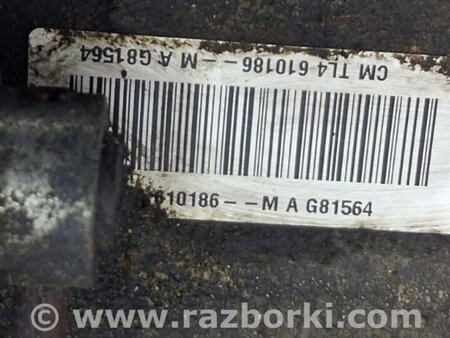 CM TL4 610186 - - M A G81564
610186 - - M A G81564
© www.razborki.com